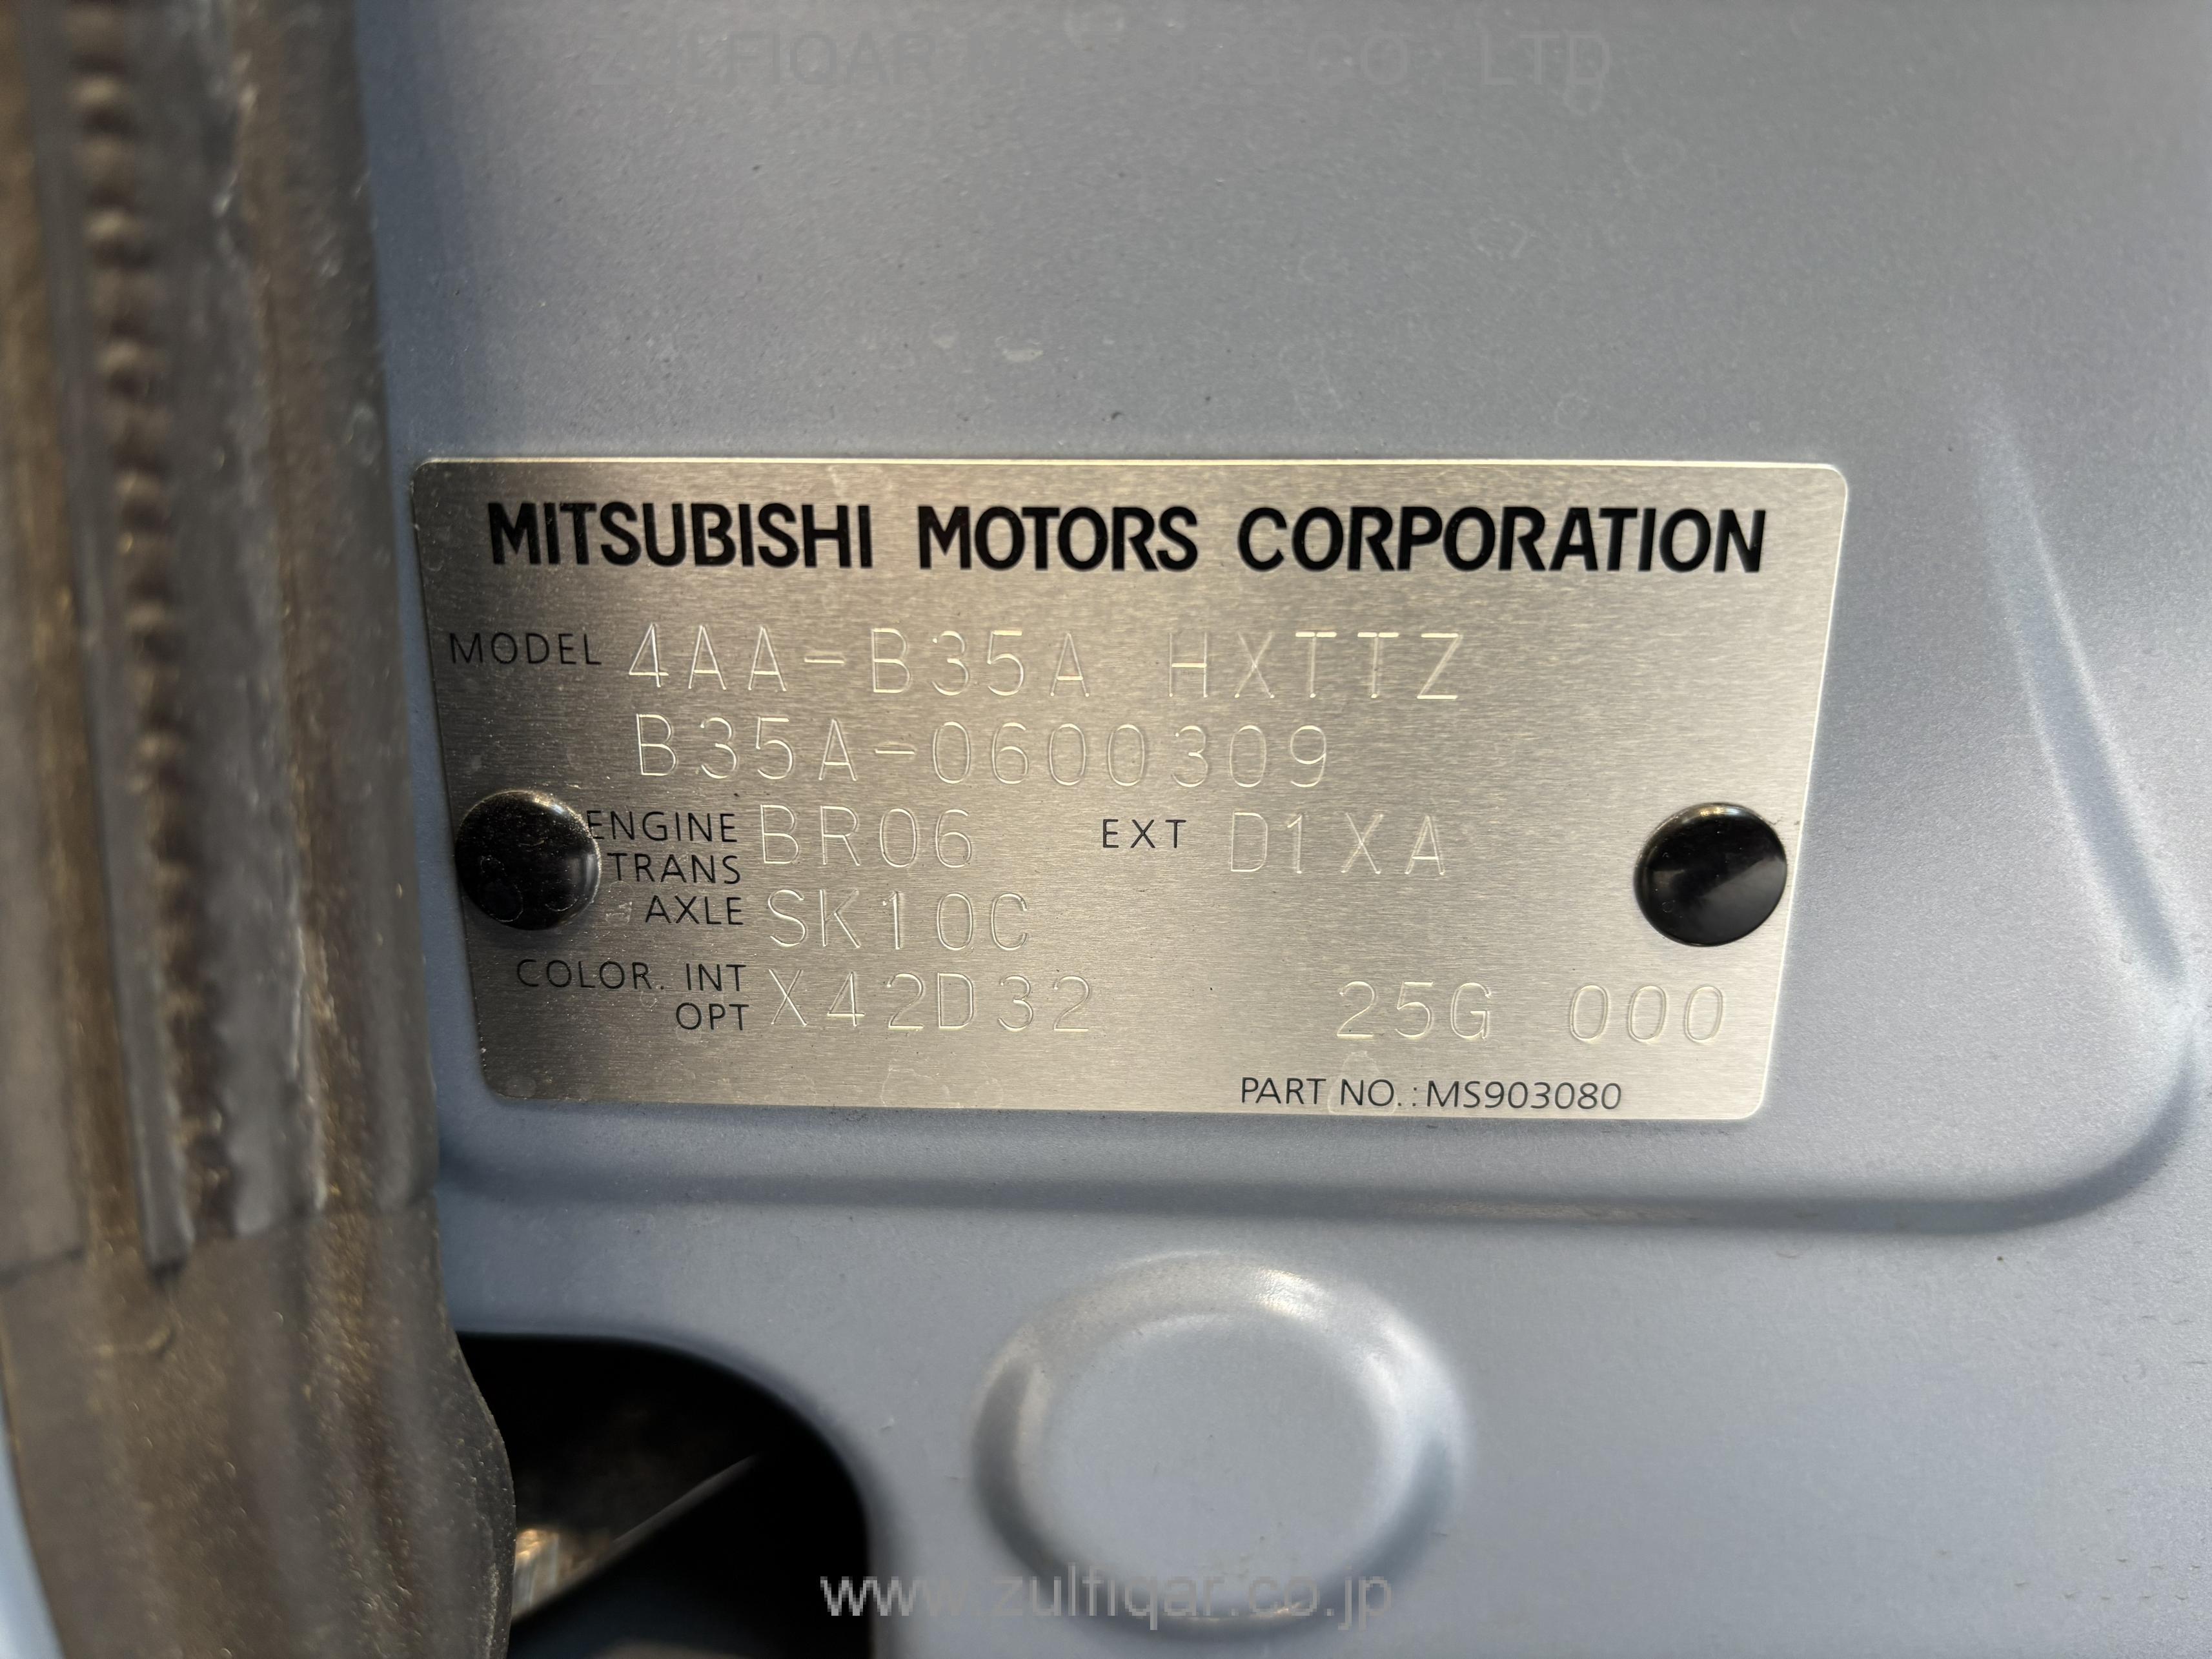 MITSUBISHI MOTORS CORPORATION
MODEL 4AA-B35A HXTTZ
B35A-0600309
ENGINE BR06 EXT D1XA
TRANS
AXLE SK10C
COLOR. INT X42D32 25G 000
OPT
PART NO.:MS903080
www.zulfiqar.co.jp